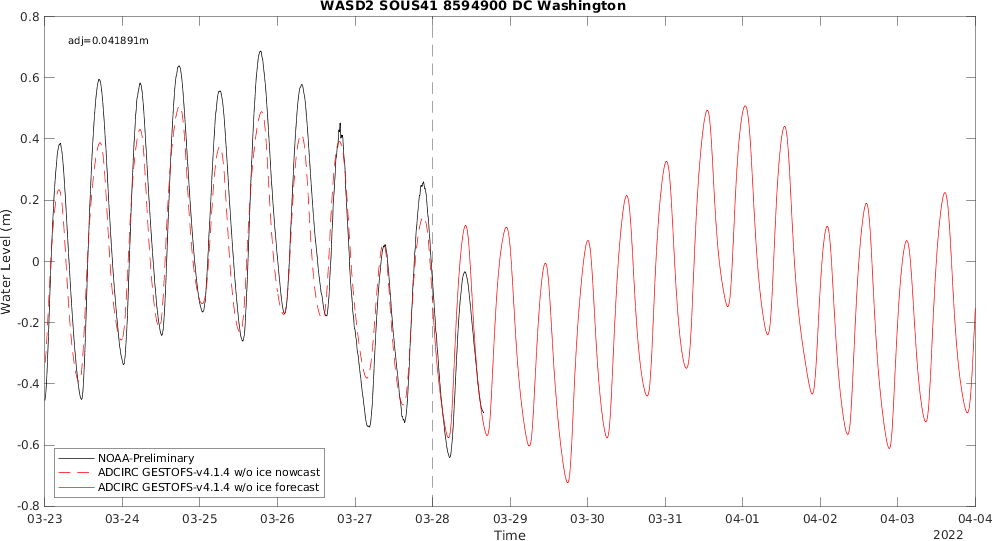 WASD2 SOUS41 8594900 DC Washington
adj=0.041891m
0.8
0.6
0.4
0.2
0
-0.2
-0.4
-0.6
-0.8
Water Level (m)
NOAA-Preliminary
ADCIRC GESTOFS-v4.1.4 w/o ice nowcast
ADCIRC GESTOFS-v4.1.4 w/o ice forecast
03-23 03-24 03-25 03-26 03-27 03-28 03-29 03-30 03-31 04-01 04-02 04-03 04-04
Time
2022